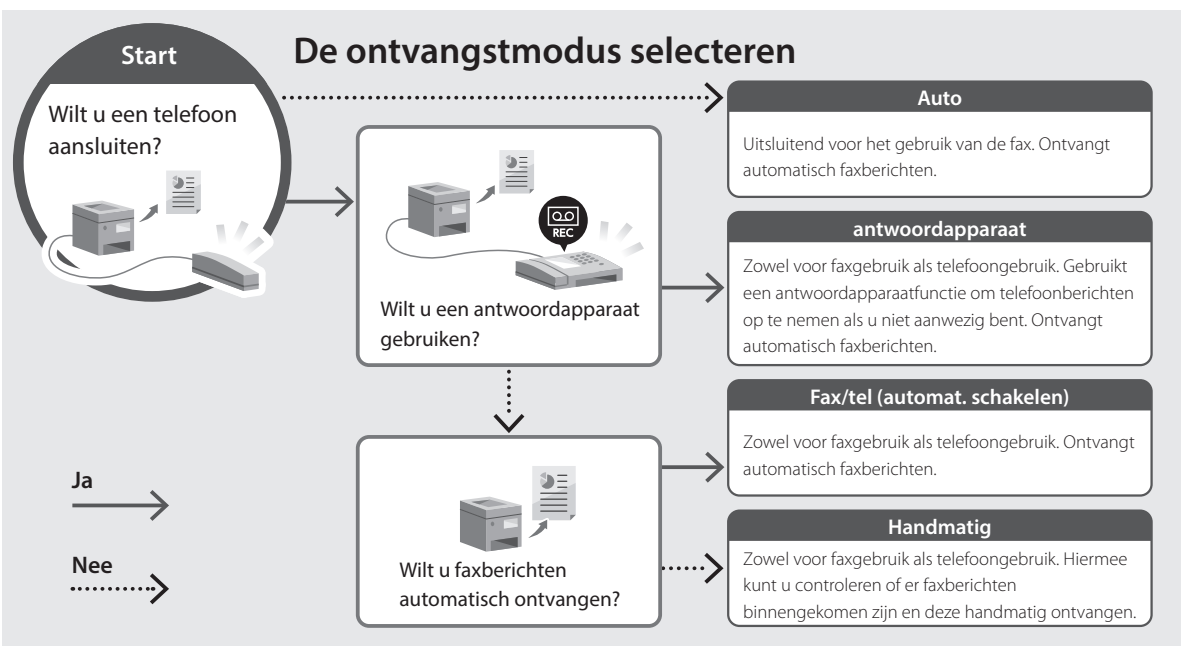 De ontvangstmodus selecteren
Start
Wilt u een telefoon
aansluiten?
REC
Wilt u een antwoordapparaat
gebruiken?
Wilt u faxberichten
automatisch ontvangen?
Auto
Uitsluitend voor het gebruik van de fax. Ontvangt
automatisch faxberichten.
antwoordapparaat
Zowel voor faxgebruik als telefoongebruik. Gebruikt
een antwoordapparaatfunctie om telefoonberichten
op te nemen als u niet aanwezig bent. Ontvangt
automatisch faxberichten.
Fax/tel (automat. schakelen)
Zowel voor faxgebruik als telefoongebruik. Ontvangt
automatisch faxberichten.
Handmatig
Zowel voor faxgebruik als telefoongebruik. Hiermee
kunt u controleren of er faxberichten
binnengekomen zijn en deze handmatig ontvangen.
Ja
Nee